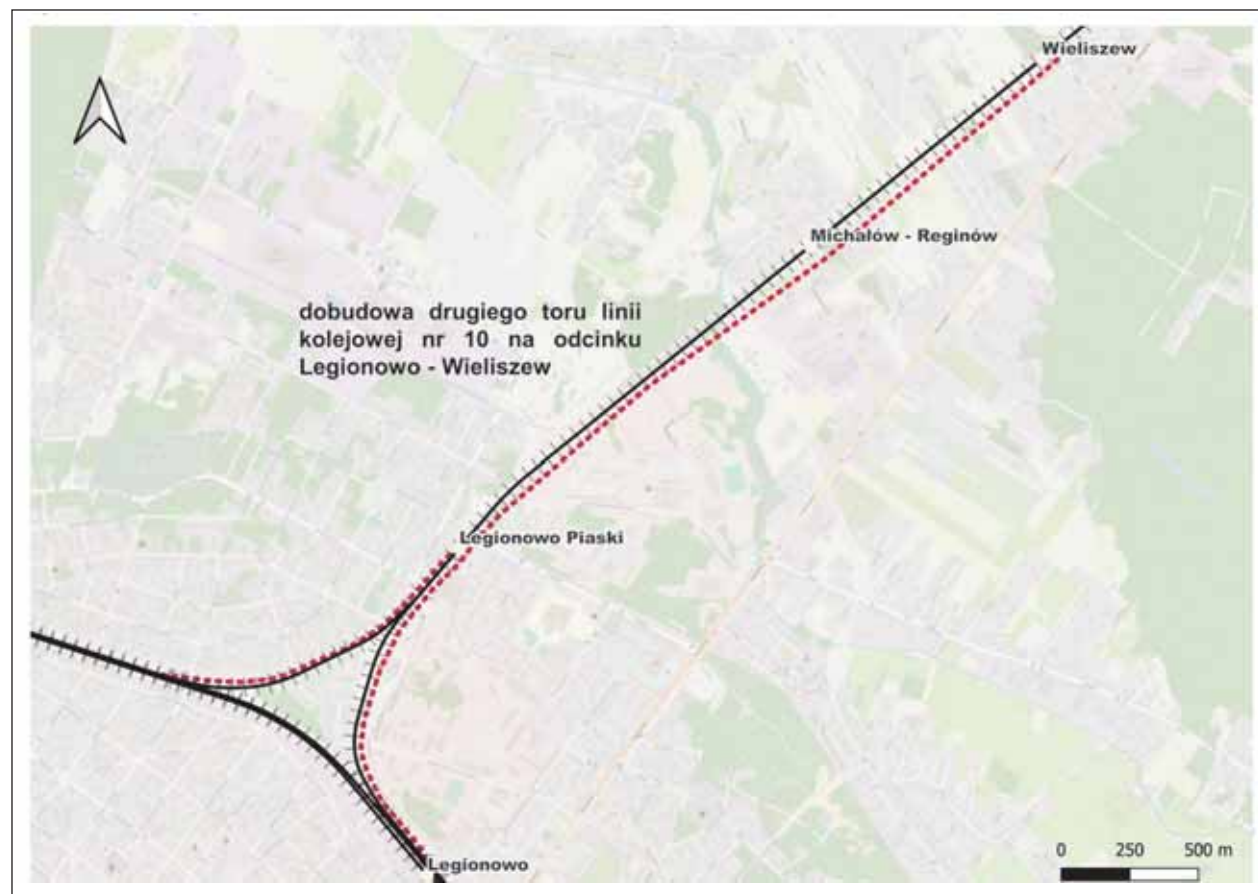 Wieliszew
Michałów - Reginów
dobudowa drugiego toru linii
kolejowej nr 10 na odcinku
Legionowo - Wieliszew
Legionowo Piaski
Legionowo
0 250 500 m